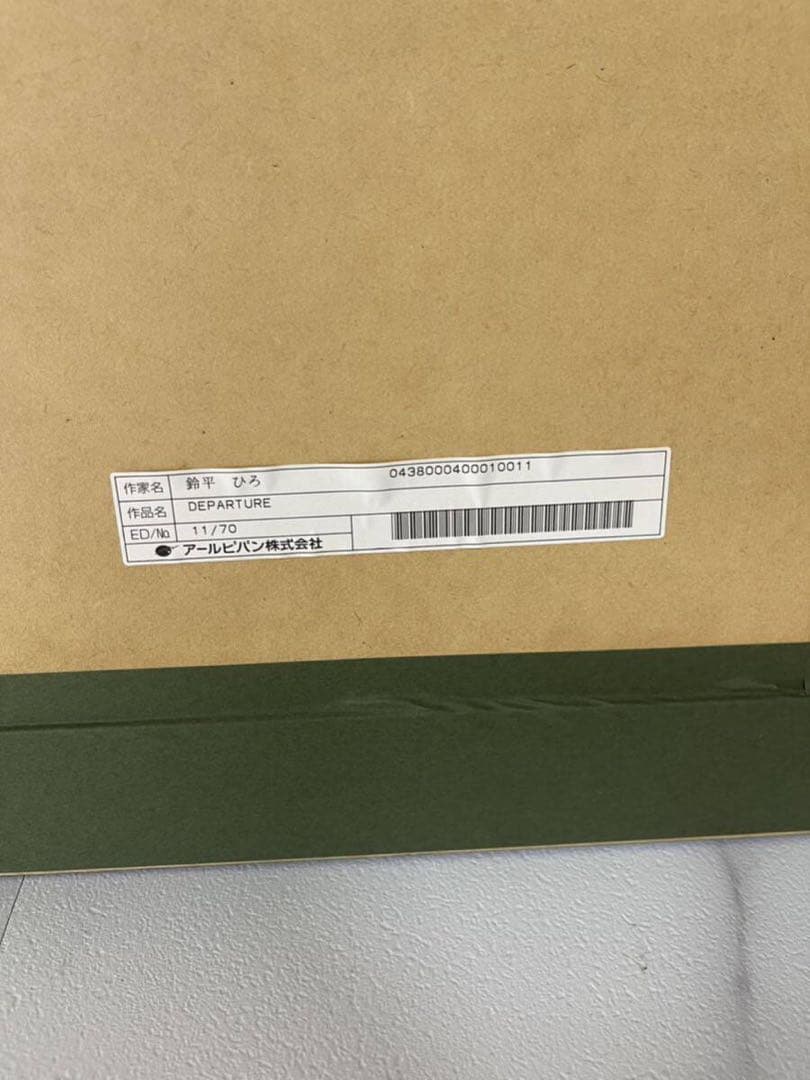 作家名 鈴平 ひろ 0438000400010011
作品名 DEPARTURE
ED/No. 11/70
アールビバン株式会社